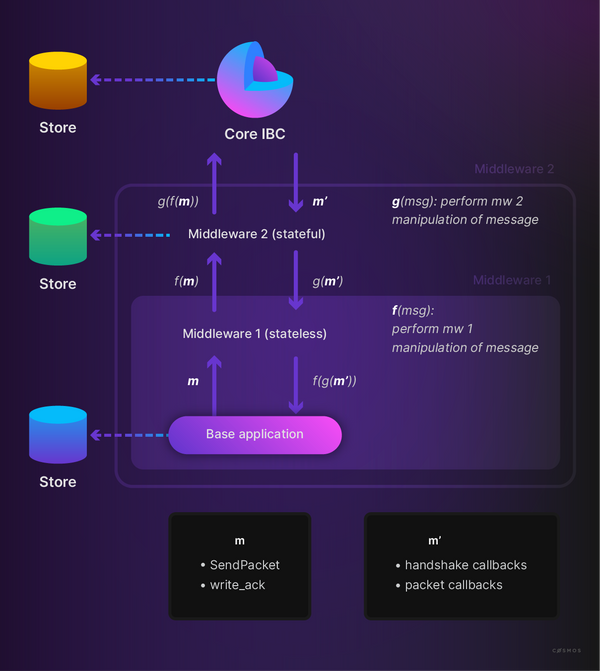 Store
Core IBC
Middleware 2
g(f(m))
m’
g(msg): perform mw 2
manipulation of message
Middleware 2 (stateful)
Store
f(m)
g(m’)
Middleware 1
f(msg):
perform mw 1
manipulation of message
Middleware 1 (stateless)
m
f(g(m’))
Base application
Store
m
• SendPacket
• write_ack
m’
• handshake callbacks
• packet callbacks
COSMOS